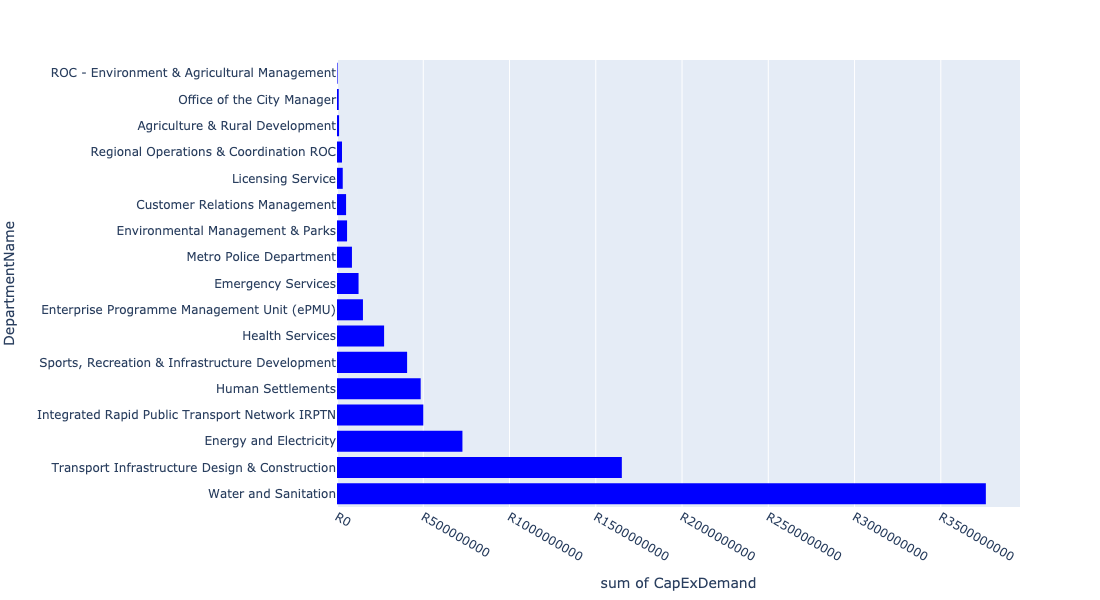 ROC - Environment & Agricultural Management
Office of the City Manager
Agriculture & Rural Development
Regional Operations & Coordination ROC
Licensing Service
Customer Relations Management
Environmental Management & Parks
Metro Police Department
Emergency Services
Enterprise Programme Management Unit (ePMU)
Health Services
Sports, Recreation & Infrastructure Development
Human Settlements
Integrated Rapid Public Transport Network IRPTN
Energy and Electricity
Transport Infrastructure Design & Construction
Water and Sanitation
DepartmentName
R0
R500000000
R1000000000
R1500000000
R2000000000
R2500000000
R3000000000
R3500000000
sum of CapExDemand